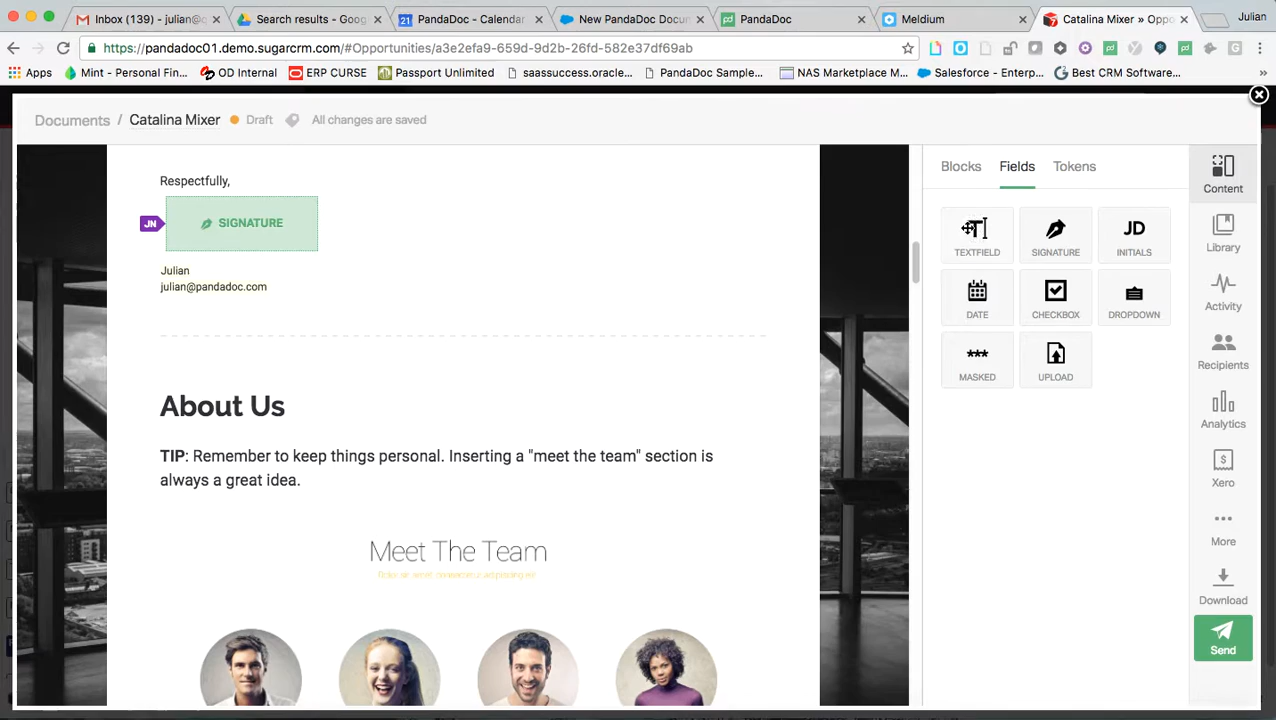 Inbox (139) - julian@
Search results - Goog
PandaDoc - Calendar
New PandaDoc Docum
PandaDoc
Meldium
Catalina Mixer » Oppo
Julian
https://pandadoc01.demo.sugarcrm.com/#Opportunities/a3e2efa9-659d-9d2b-26fd-582e37df69ab
Apps
Mint - Personal Fin...
OD Internal
ERP CURSE
Passport Unlimited
saassuccess.oracle...
PandaDoc Sample...
NAS Marketplace M...
Salesforce - Enterp...
Best CRM Software...
Documents / Catalina Mixer Draft All changes are saved
Respectfully,
JN SIGNATURE
Julian
julian@pandadoc.com
About Us
TIP: Remember to keep things personal. Inserting a "meet the team" section is
always a great idea.
Meet The Team
Blocks Fields Tokens
TEXTFIELD
SIGNATURE
JD
INITIALS
DATE
CHECKBOX
DROPDOWN
***
MASKED
UPLOAD
Content
Library
Activity
Recipients
Analytics
Xero
More
Download
Send